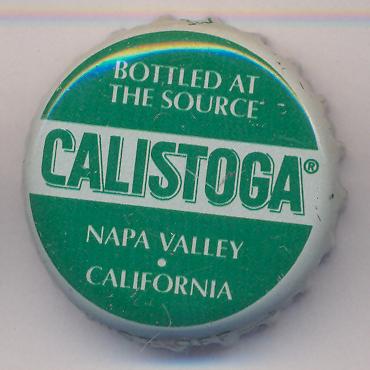 BOTTLED AT
THE SOURCE
CALISTOGA®
NAPA VALLEY
•
CALIFORNIA